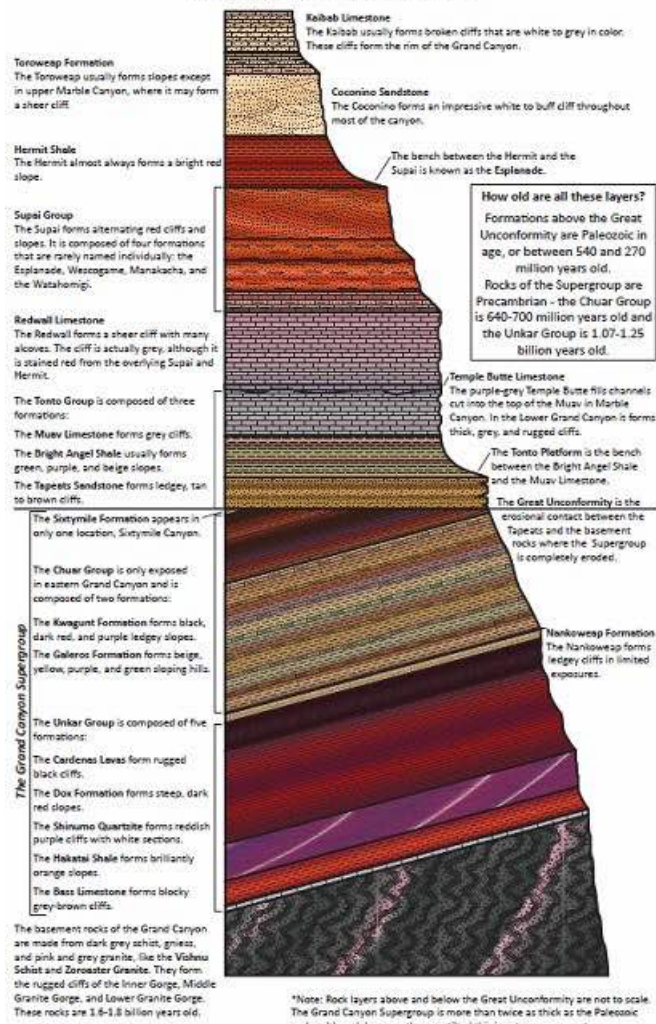 Kaibab Limestone
The Kaibab usually forms broken cliffs that are white to grey in color.
These cliffs form the rim of the Grand Canyon.
Toroweap Formation
The Toroweap usually forms slopes except
in upper Marble Canyon, where it may form
a sheer cliff.
Coconino Sandstone
The Coconino forms an impressive white to buff cliff throughout
most of the canyon.
Hermit Shale
The Hermit almost always forms a bright red
slope.
The bench between the Hermit and the
Supai is known as the Esplanade.
Supai Group
The Supai forms alternating red cliffs and
slopes. It is composed of four formations
that are rarely named individually: the
Esplanade, Wescogame, Manakacha, and
the Watahomigi.
How old are all these layers?
Formations above the Great
Unconformity are Paleozoic in
age, or between 540 and 270
million years old.
Rocks of the Supergroup are
Precambrian - the Chuar Group
is 640-700 million years old and
the Unkar Group is 1.07-1.25
billion years old.
Redwall Limestone
The Redwall forms a sheer cliff with many
alcoves. The cliff is actually grey, although it
is stained red from the overlying Supai and
Hermit.
Temple Butte Limestone
The purple-grey Temple Butte fills channels
cut into the top of the Muav in Marble
Canyon. In the Lower Grand Canyon it forms
thick, grey, and rugged cliffs.
The Tonto Group is composed of three
formations:
The Muav Limestone forms grey cliffs.
The Bright Angel Shale usually forms
green, purple, and beige slopes.
The Tapeats Sandstone forms ledgey, tan
to brown cliffs.
The Tonto Platform is the bench
between the Bright Angel Shale
and the Muav Limestone.
The Great Unconformity is the
erosional contact between the
Tapeats and the basement
rocks where the Supergroup
is completely eroded.
The Grand Canyon Supergroup
The Sixtymile Formation appears in
only one location, Sixtymile Canyon.
The Chuar Group is only exposed
in eastern Grand Canyon and is
composed of two formations:
The Kwagunt Formation forms black,
dark red, and purple ledgey slopes.
The Galeros Formation forms beige,
yellow, purple, and green sloping hills.
Nankoweap Formation
The Nankoweap forms
ledgey cliffs in limited
exposures.
The Unkar Group is composed of five
formations:
The Cardenas Lavas form rugged
black cliffs.
The Dox Formation forms steep, dark
red slopes.
The Shinumo Quartzite forms reddish
purple cliffs with white sections.
The Hakatai Shale forms brilliantly
orange slopes.
The Bass Limestone forms blocky
grey-brown cliffs.
The basement rocks of the Grand Canyon
are made from dark grey schist, gniess,
and pink and grey granite, like the Vishnu
Schist and Zoroaster Granite. They form
the rugged cliffs of the Inner Gorge, Middle
Granite Gorge, and Lower Granite Gorge.
These rocks are 1.6-1.8 billion years old.
*Note: Rock layers above and below the Great Unconformity are not to scale.
The Grand Canyon Supergroup is more than twice as thick as the Paleozoic